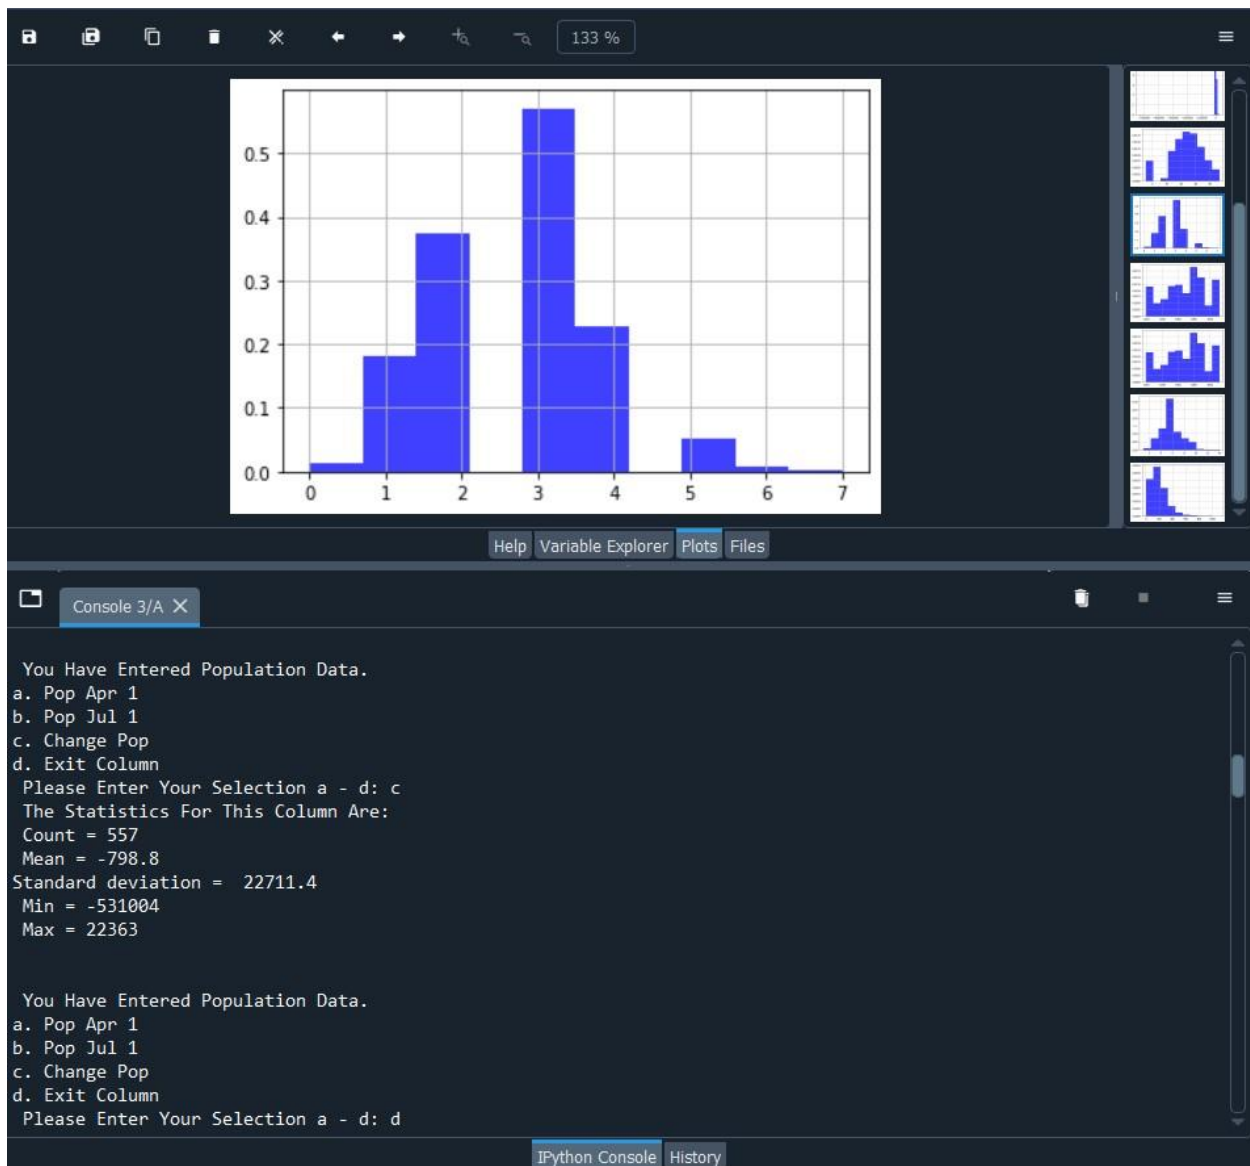 133 %
0.5
0.4
0.3
0.2
0.1
0.0
0 1 2 3 4 5 6 7
Help Variable Explorer Plots Files
Console 3/A
You Have Entered Population Data.
a. Pop Apr 1
b. Pop Jul 1
c. Change Pop
d. Exit Column
Please Enter Your Selection a - d: c
The Statistics For This Column Are:
Count = 557
Mean = -798.8
Standard deviation =  22711.4
Min = -531004
Max = 22363
You Have Entered Population Data.
a. Pop Apr 1
b. Pop Jul 1
c. Change Pop
d. Exit Column
Please Enter Your Selection a - d: d
IPython Console History